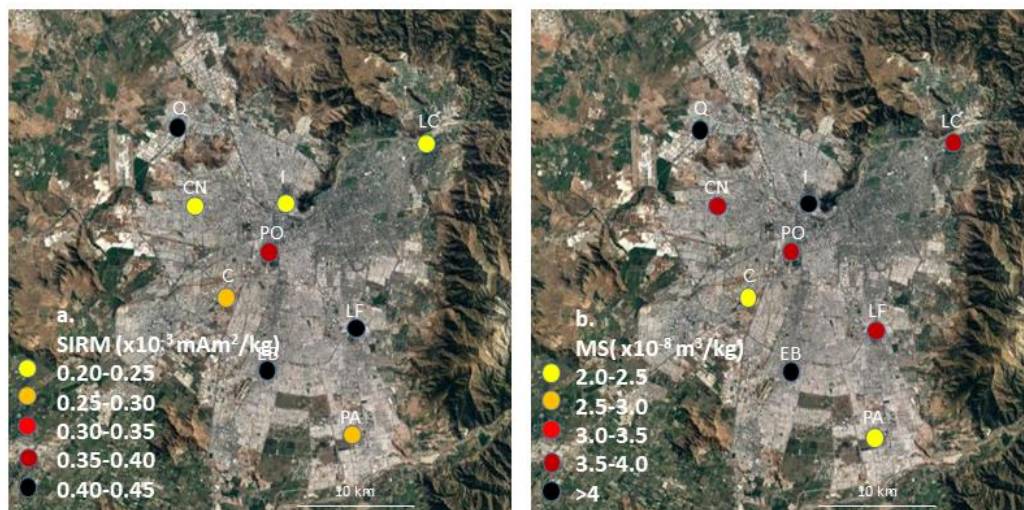 Q
LC
CN
I
PO
C
LF
a.
SIRM (x10⁻³ mAm²/kg)
EB
0.20-0.25
0.25-0.30
0.30-0.35
PA
0.35-0.40
0.40-0.45
10 km
Q
LC
CN
I
PO
C
LF
b.
MS( x10⁻⁸ m³/kg)
EB
2.0-2.5
2.5-3.0
3.0-3.5
PA
3.5-4.0
>4
10 km